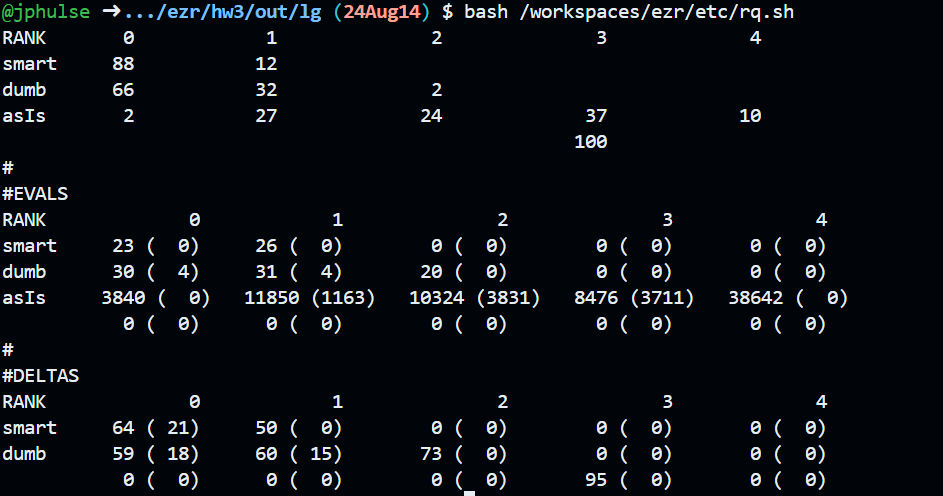 @jphulse ➜.../ezr/hw3/out/lg (24Aug14) $ bash /workspaces/ezr/etc/rq.sh
RANK 0 1 2 3 4
smart 88 12
dumb 66 32 2
asIs 2 27 24 37 10
100
#
#EVALS
RANK 0 1 2 3 4
smart 23 ( 0) 26 ( 0) 0 ( 0) 0 ( 0) 0 ( 0)
dumb 30 ( 4) 31 ( 4) 20 ( 0) 0 ( 0) 0 ( 0)
asIs 3840 ( 0) 11850 (1163) 10324 (3831) 8476 (3711) 38642 ( 0)
0 ( 0) 0 ( 0) 0 ( 0) 0 ( 0) 0 ( 0)
#
#DELTAS
RANK 0 1 2 3 4
smart 64 ( 21) 50 ( 0) 0 ( 0) 0 ( 0) 0 ( 0)
dumb 59 ( 18) 60 ( 15) 73 ( 0) 0 ( 0) 0 ( 0)
0 ( 0) 0 ( 0) 0 ( 0) 95 ( 0) 0 ( 0)